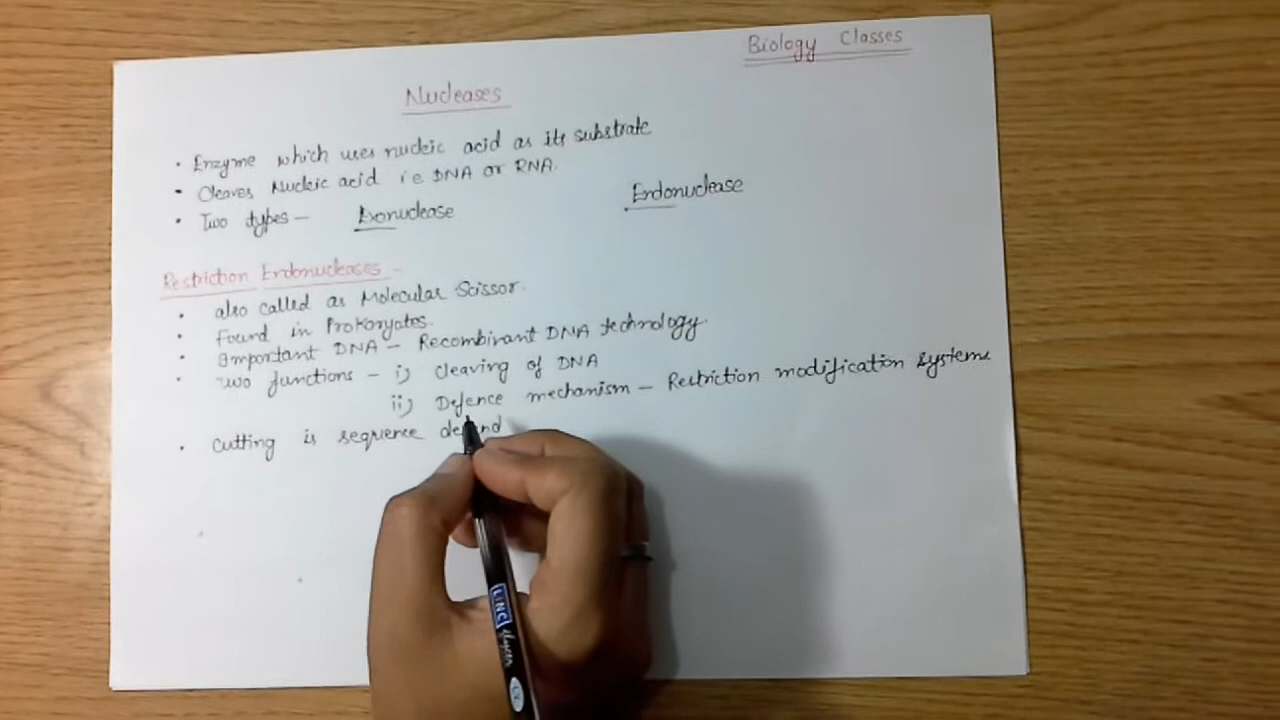 Biology Classes
Nucleases
• Enzyme which uses nucleic acid as its substrate
• Cleaves Nucleic acid i.e DNA or RNA.
• Two types – Exonuclease Endonuclease
Restriction Endonucleases –
• also called as Molecular Scissor.
• Found in Prokaryotes.
• Important DNA – Recombinant DNA technology.
• Two functions – i) cleaving of DNA
ii) Defence mechanism – Restriction modification systems
• Cutting is sequence depend
LINC